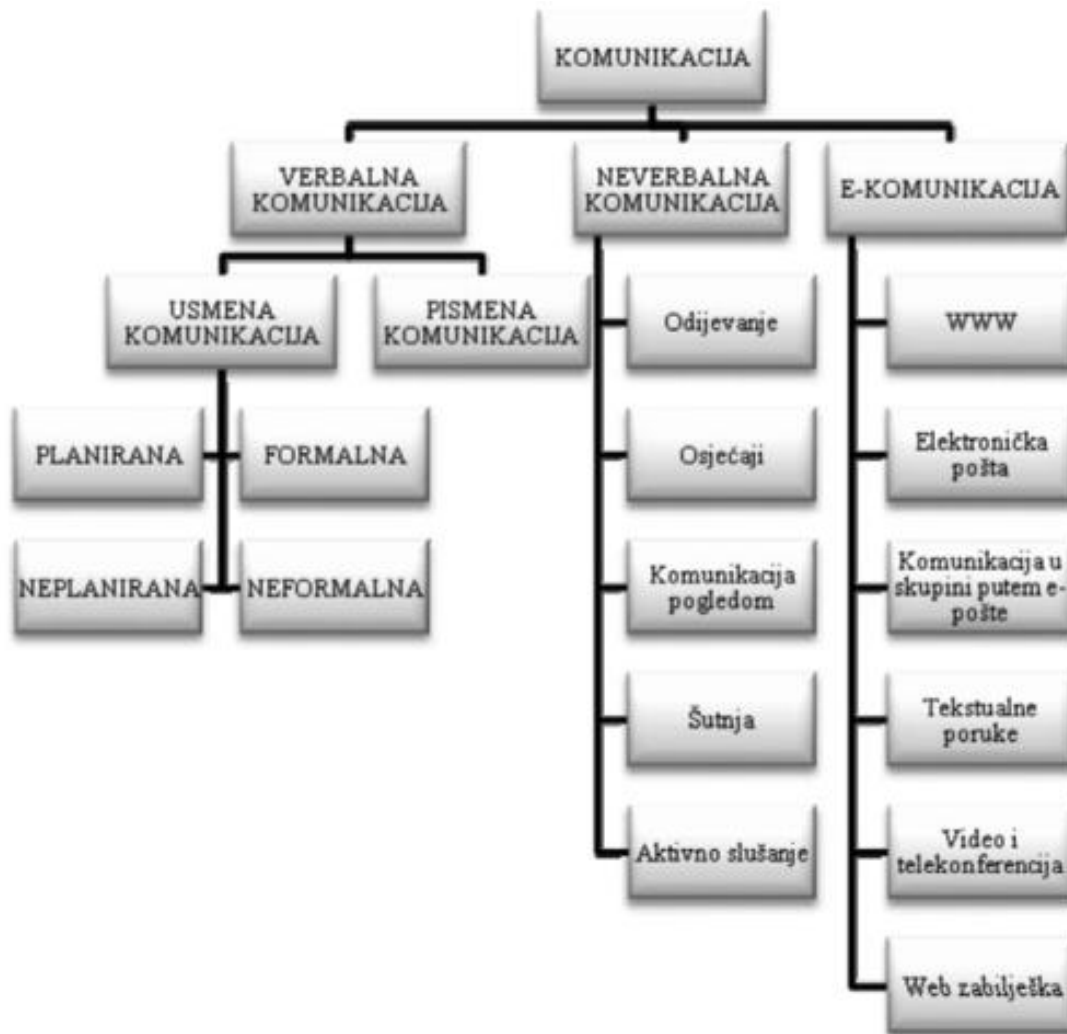 KOMUNIKACIJA
VERBALNA
KOMUNIKACIJA
NEVERBALNA
KOMUNIKACIJA
E-KOMUNIKACIJA
USMENA
KOMUNIKACIJA
PISMENA
KOMUNIKACIJA
PLANIRANA
FORMALNA
NEPLANIRANA
NEFORMALNA
Odijevanje
Osjećaji
Komunikacija
pogledom
Šutnja
Aktivno slušanje
WWW
Elektronička
pošta
Komunikacija u
skupini putem e-
pošte
Tekstualne
poruke
Video i
telekonferencija
Web zabilješka